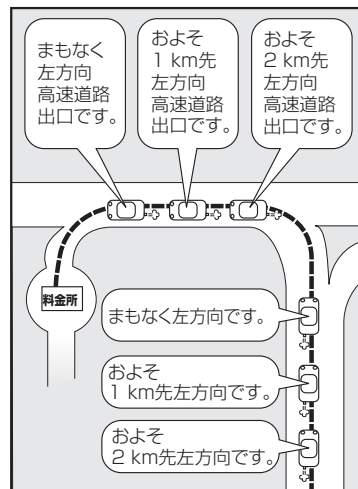 まもなく
左方向
高速道路
出口です。
およそ
1 km先
左方向
高速道路
出口です。
およそ
2 km先
左方向
高速道路
出口です。
料金所
まもなく左方向です。
およそ
1 km先左方向です。
およそ
2 km先左方向です。